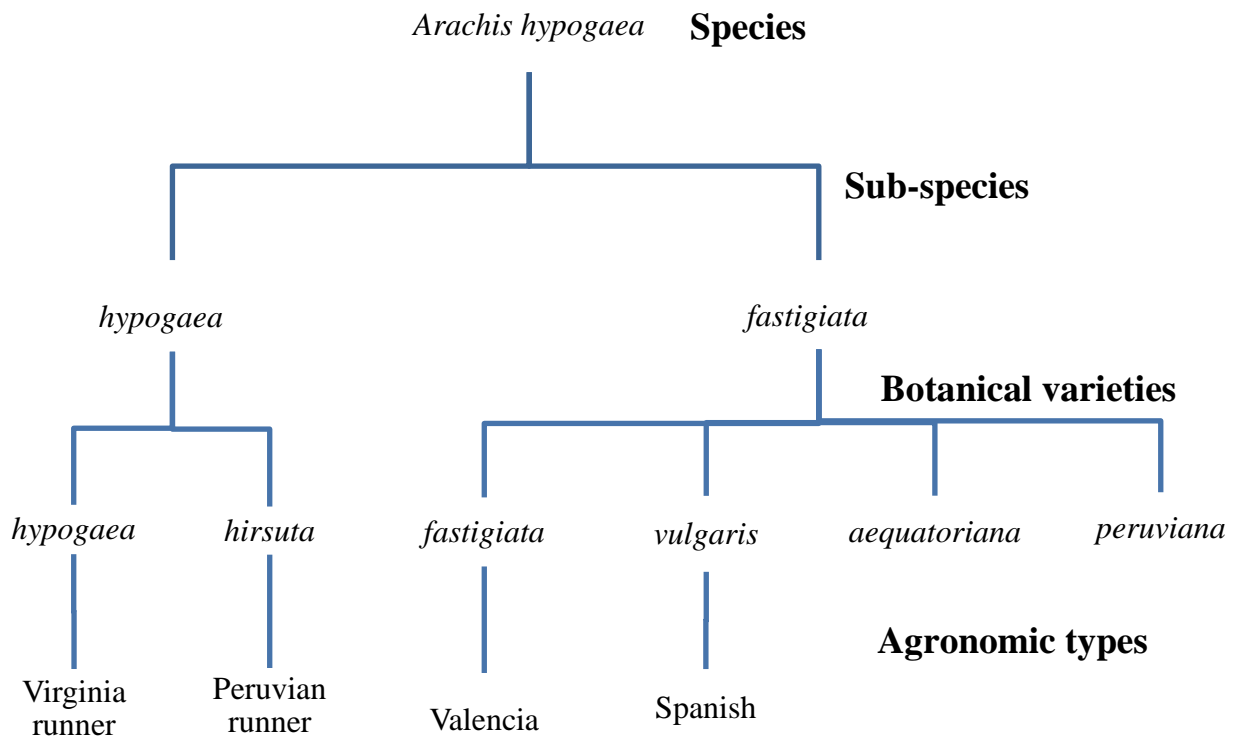 Arachis hypogaea Species
Sub-species
hypogaea fastigiata
Botanical varieties
hypogaea hirsuta fastigiata vulgaris aequatoriana peruviana
Agronomic types
Virginia
runner
Peruvian
runner
Valencia
Spanish